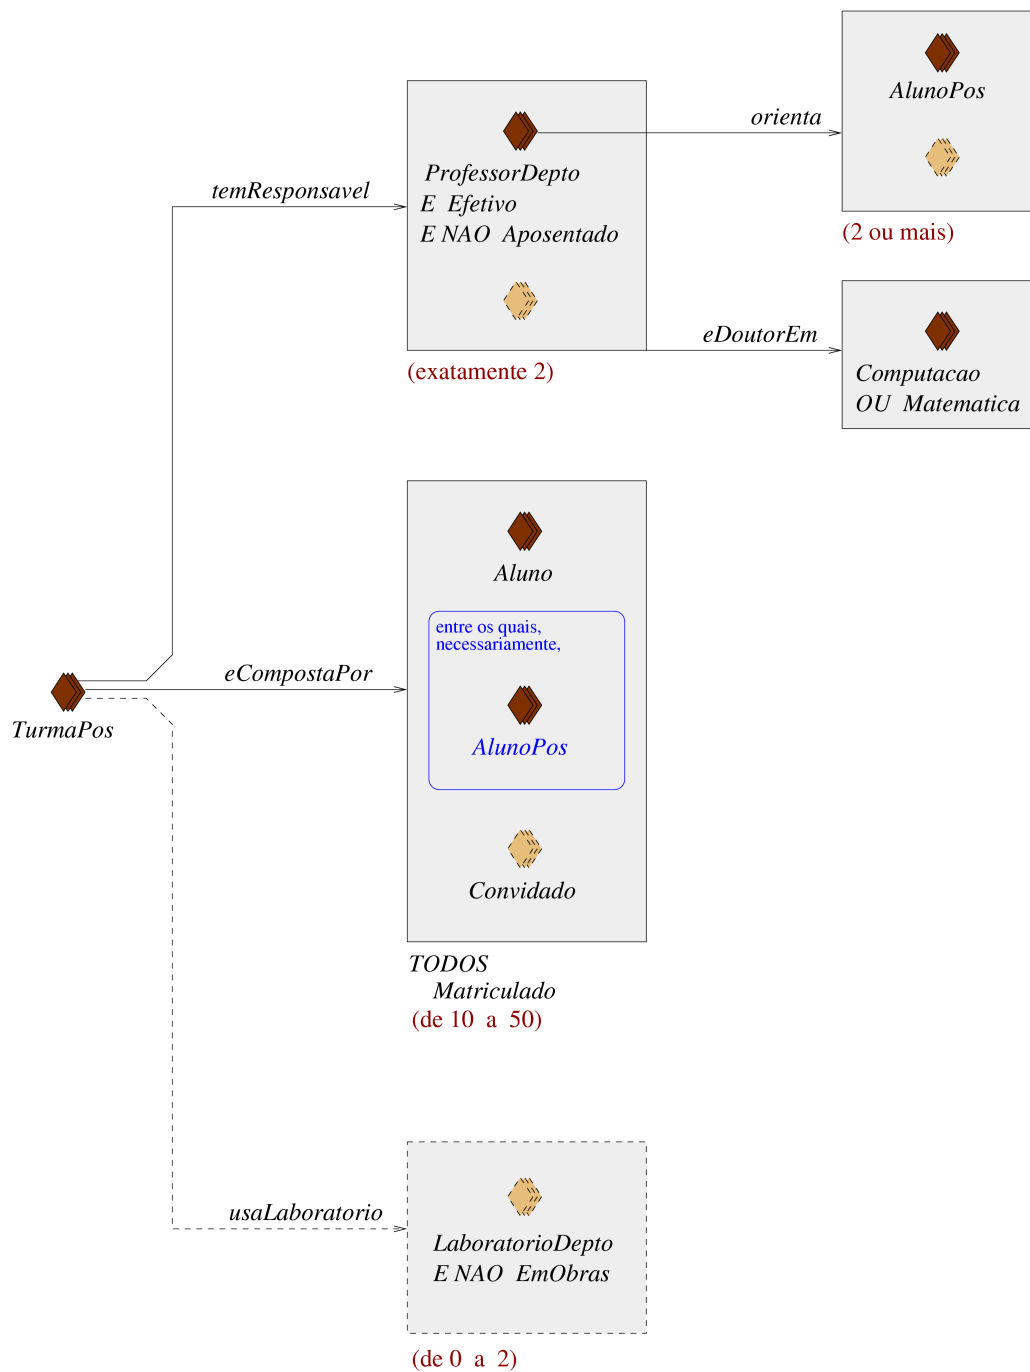 AlunoPos
orienta
(2 ou mais)
ProfessorDepto
E Efetivo
E NAO Aposentado
temResponsavel
(exatamente 2)
eDoutorEm
Computacao
OU Matematica
Aluno
entre os quais,
necessariamente,
AlunoPos
eCompostaPor
TurmaPos
Convidado
TODOS
Matriculado
(de 10 a 50)
usaLaboratorio
LaboratorioDepto
E NAO EmObras
(de 0 a 2)